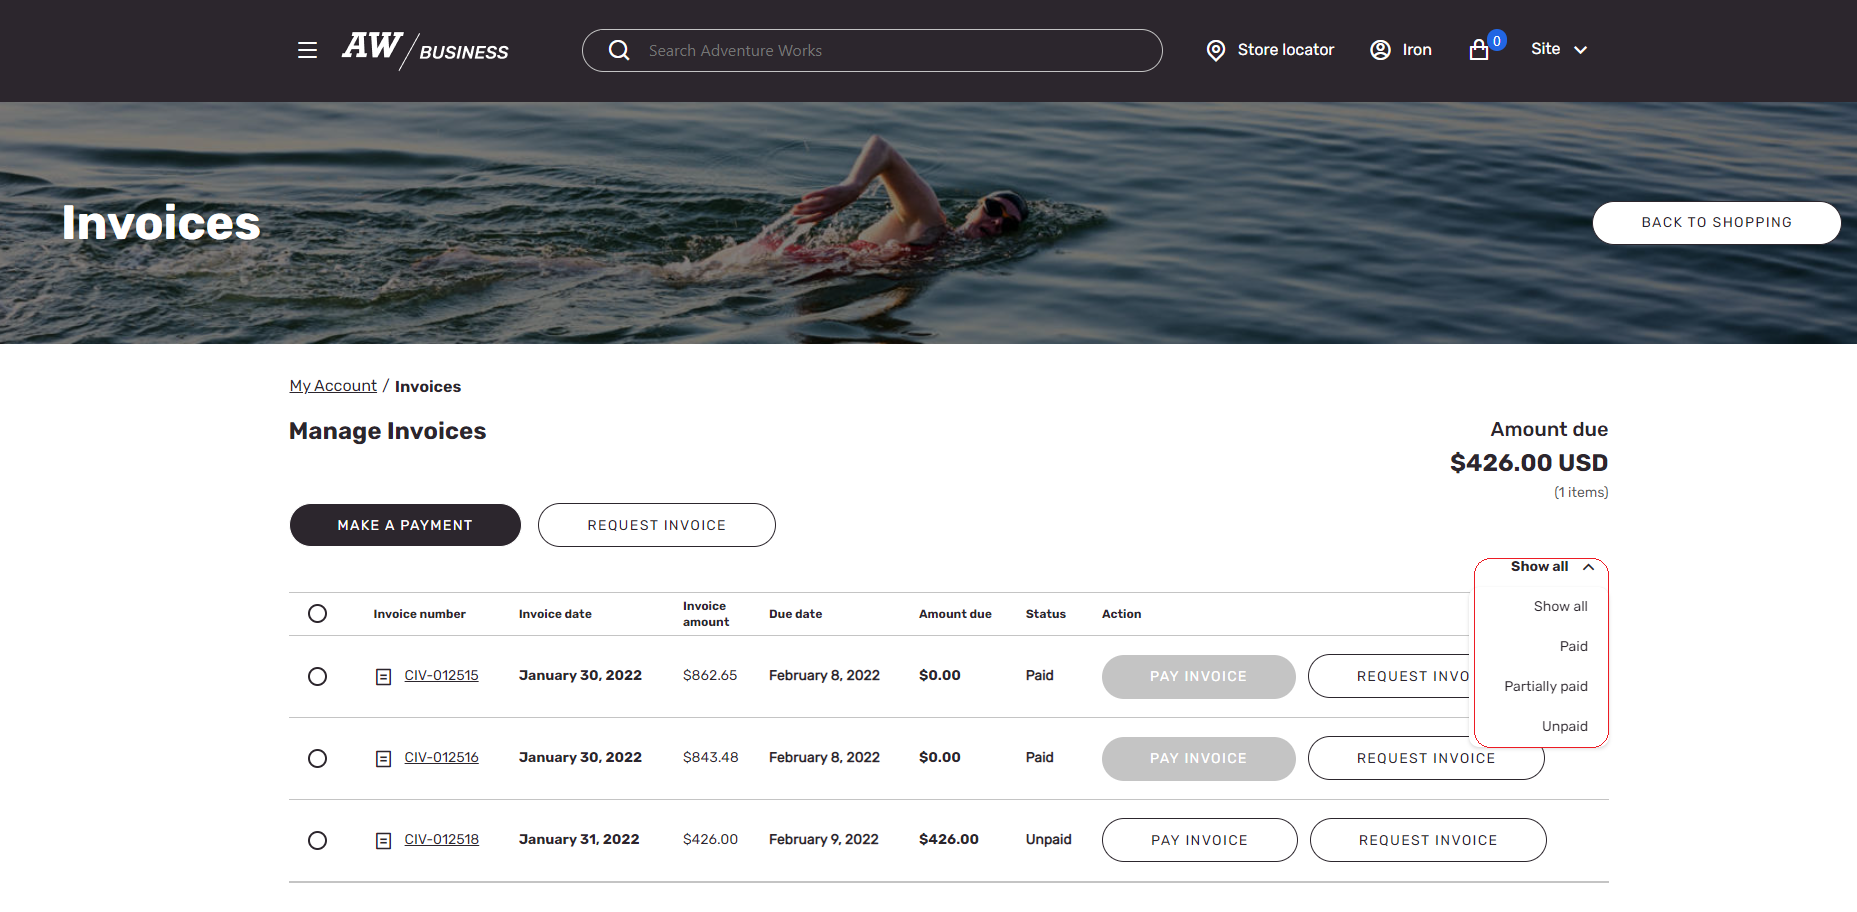 AW/BUSINESS
Search Adventure Works
Store locator
Iron
0
Site
Invoices
BACK TO SHOPPING
My Account / Invoices
Manage Invoices
Amount due
$426.00 USD
(1 items)
MAKE A PAYMENT
REQUEST INVOICE
Show all
Show all
Paid
Partially paid
Unpaid
Invoice number Invoice date Invoice amount Due date Amount due Status Action
CIV-012515 January 30, 2022 $862.65 February 8, 2022 $0.00 Paid PAY INVOICE REQUEST INVO
CIV-012516 January 30, 2022 $843.48 February 8, 2022 $0.00 Paid PAY INVOICE REQUEST INVOICE
CIV-012518 January 31, 2022 $426.00 February 9, 2022 $426.00 Unpaid PAY INVOICE REQUEST INVOICE